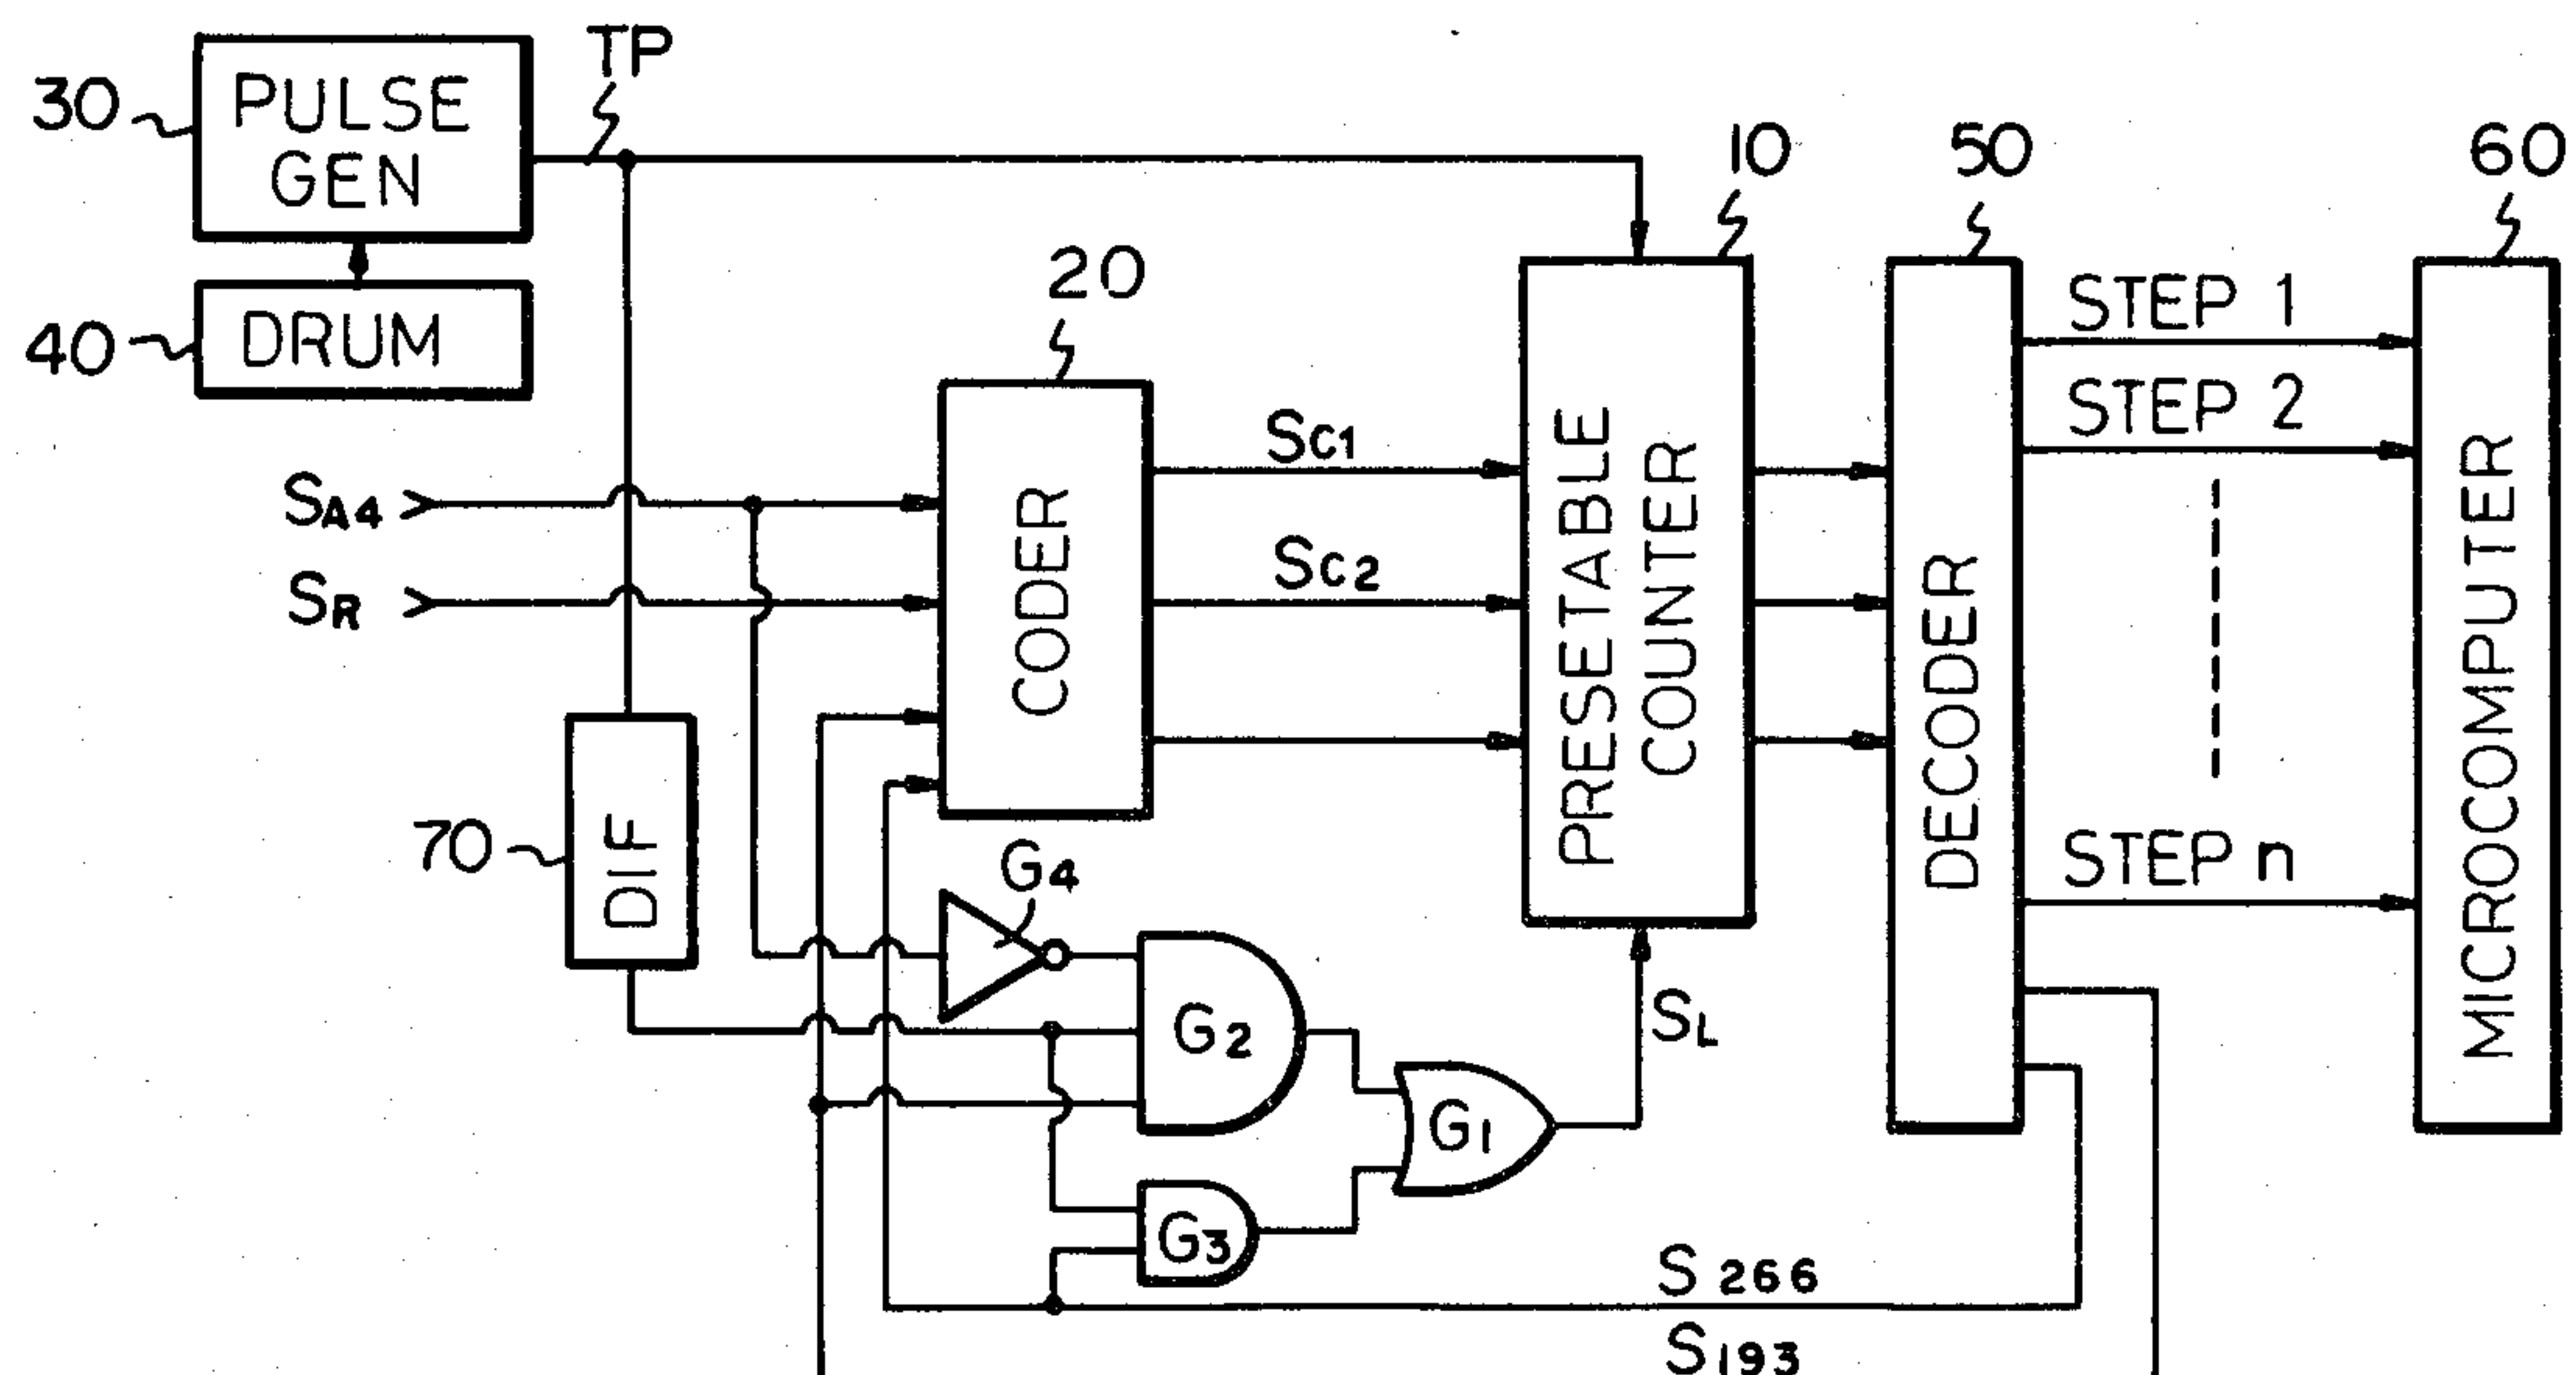 TP
30
PULSE
GEN
10
50
60
20
STEP 1
40
DRUM
STEP 2
SC1
SA4
SC2
SR
CODER
PRESETABLE
COUNTER
DECODER
MICROCOMPUTER
70
DIF
G4
STEP n
G2
SL
G1
G3
S266
S193